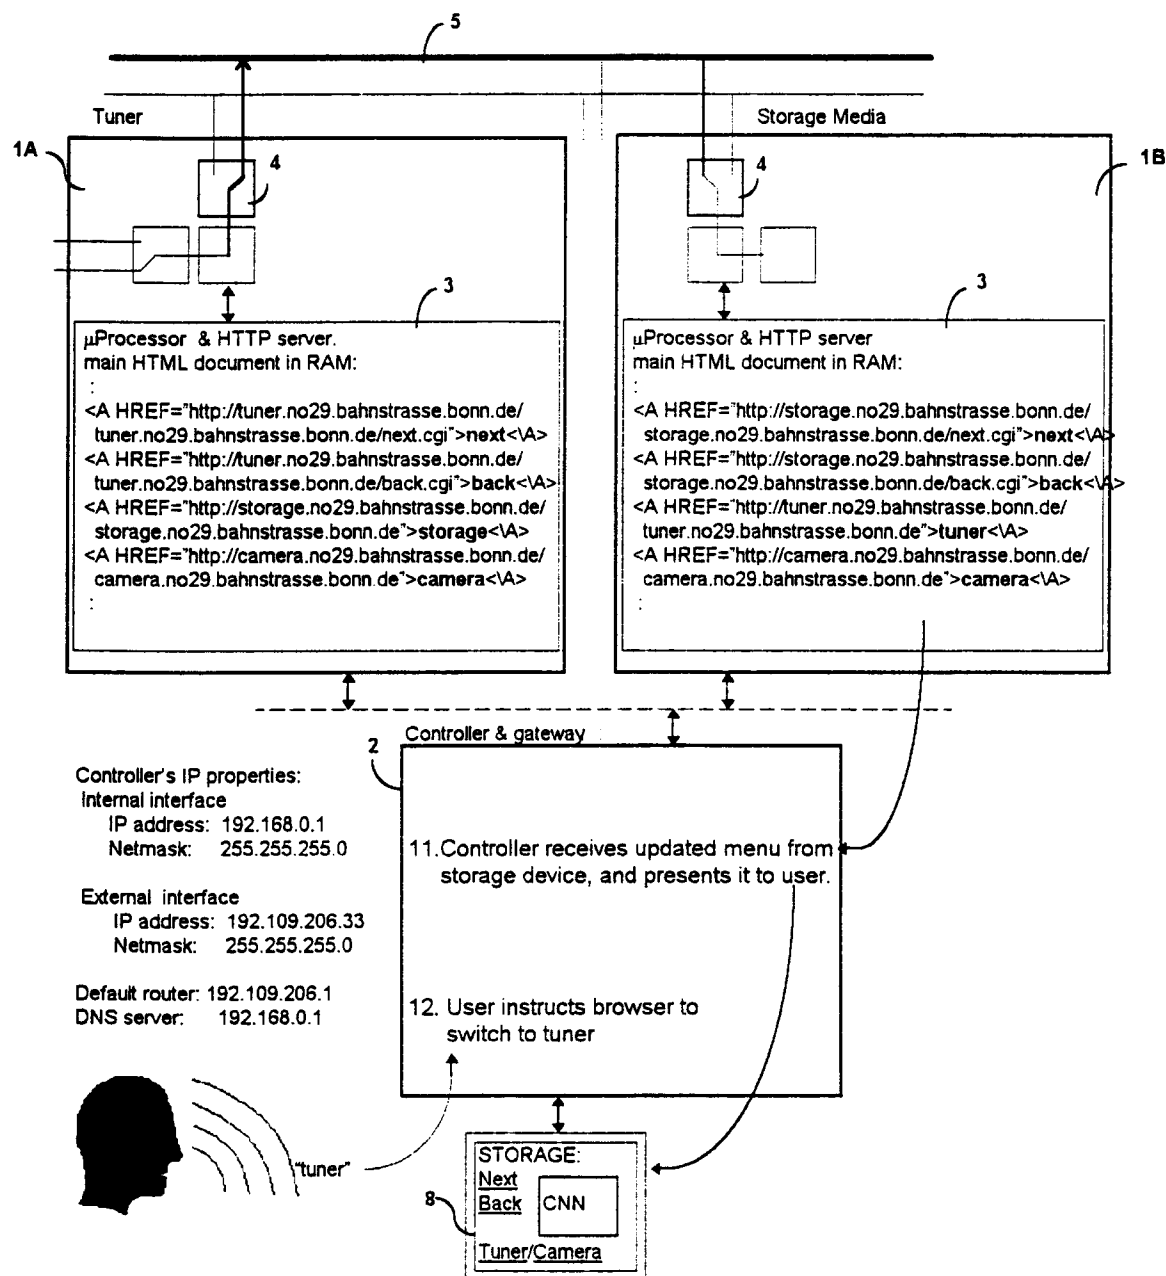 5
Tuner
Storage Media
1A
1B
4
4
3
3
µProcessor & HTTP server.
main HTML document in RAM:
:
<A HREF="http://tuner.no29.bahnstrasse.bonn.de/
tuner.no29.bahnstrasse.bonn.de/next.cgi">next<\A>
<A HREF="http://tuner.no29.bahnstrasse.bonn.de/
tuner.no29.bahnstrasse.bonn.de/back.cgi">back<\A>
<A HREF="http://storage.no29.bahnstrasse.bonn.de/
storage.no29.bahnstrasse.bonn.de">storage<\A>
<A HREF="http://camera.no29.bahnstrasse.bonn.de/
camera.no29.bahnstrasse.bonn.de">camera<\A>
:
µProcessor & HTTP server
main HTML document in RAM:
:
<A HREF="http://storage.no29.bahnstrasse.bonn.de/
storage.no29.bahnstrasse.bonn.de/next.cgi">next<\A>
<A HREF="http://storage.no29.bahnstrasse.bonn.de/
storage.no29.bahnstrasse.bonn.de/back.cgi">back<\A>
<A HREF="http://tuner.no29.bahnstrasse.bonn.de/
tuner.no29.bahnstrasse.bonn.de">tuner<\A>
<A HREF="http://camera.no29.bahnstrasse.bonn.de/
camera.no29.bahnstrasse.bonn.de">camera<\A>
:
Controller & gateway
2
Controller's IP properties:
Internal interface
IP address: 192.168.0.1
Netmask: 255.255.255.0
External interface
IP address: 192.109.206.33
Netmask: 255.255.255.0
Default router: 192.109.206.1
DNS server: 192.168.0.1
11. Controller receives updated menu from
storage device, and presents it to user.
12. User instructs browser to
switch to tuner
"tuner"
8
STORAGE:
Next
Back
CNN
Tuner/Camera